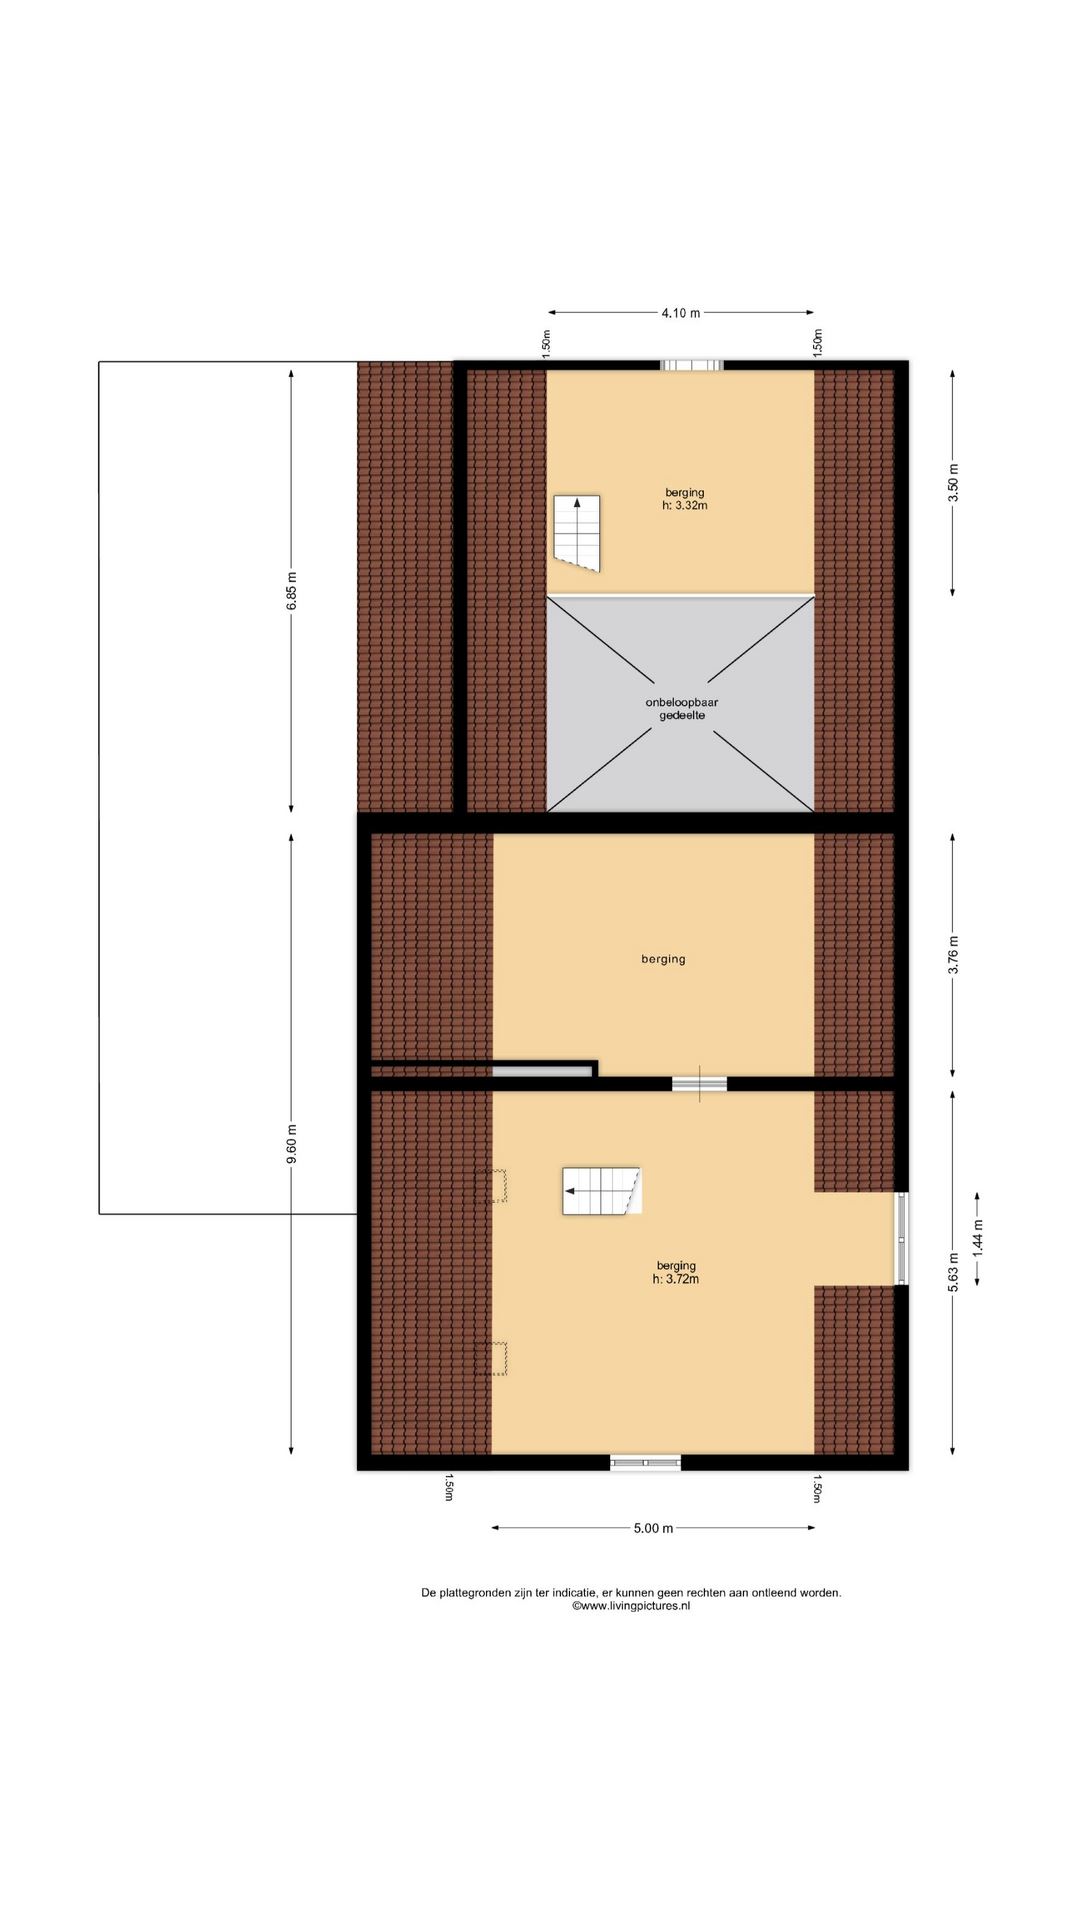 4.10 m
1.50m
1.50m
3.50 m
berging
h: 3.32m
6.85 m
onbeloopbaar
gedeelte
3.76 m
berging
9.60 m
1.44 m
5.63 m
berging
h: 3.72m
1.50m
1.50m
5.00 m
De plattegronden zijn ter indicatie, er kunnen geen rechten aan ontleend worden.
©www.livingpictures.nl